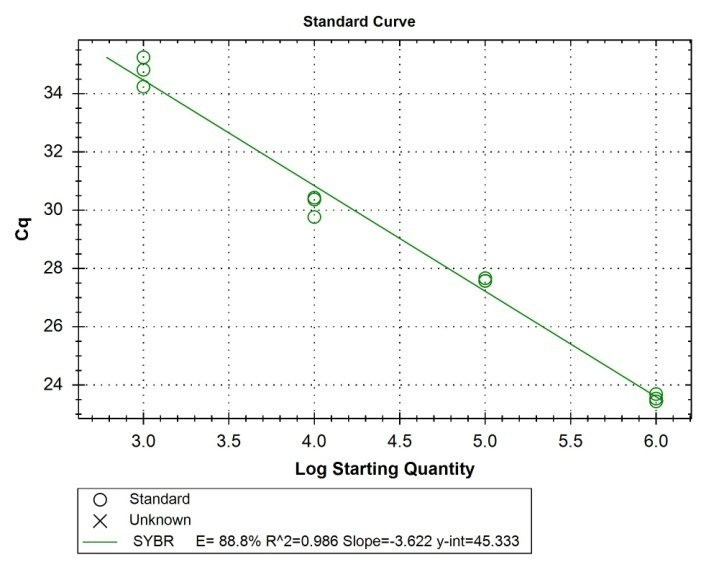 Standard Curve
34
32
30
28
26
24
Cq
3.0 3.5 4.0 4.5 5.0 5.5 6.0
Log Starting Quantity
Standard
Unknown
SYBR E= 88.8% R^2=0.986 Slope=-3.622 y-int=45.333